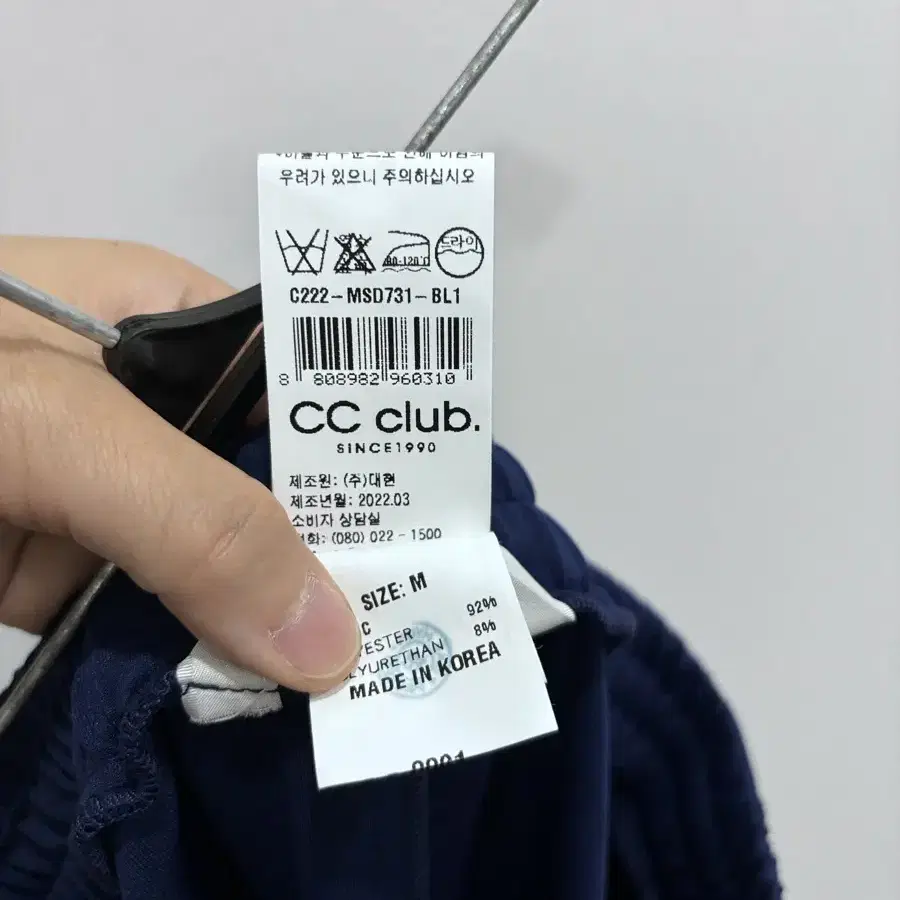 우려가 있으니 주의하십시오
80-120°C 드라이
C222-MSD731-BL1
8 808982 960310
CC club.
SINCE1990
제조원: (주)대현
제조년월: 2022.03
소비자 상담실
(080) 022-1500
SIZE: M
92%
8%
MADE IN KOREA